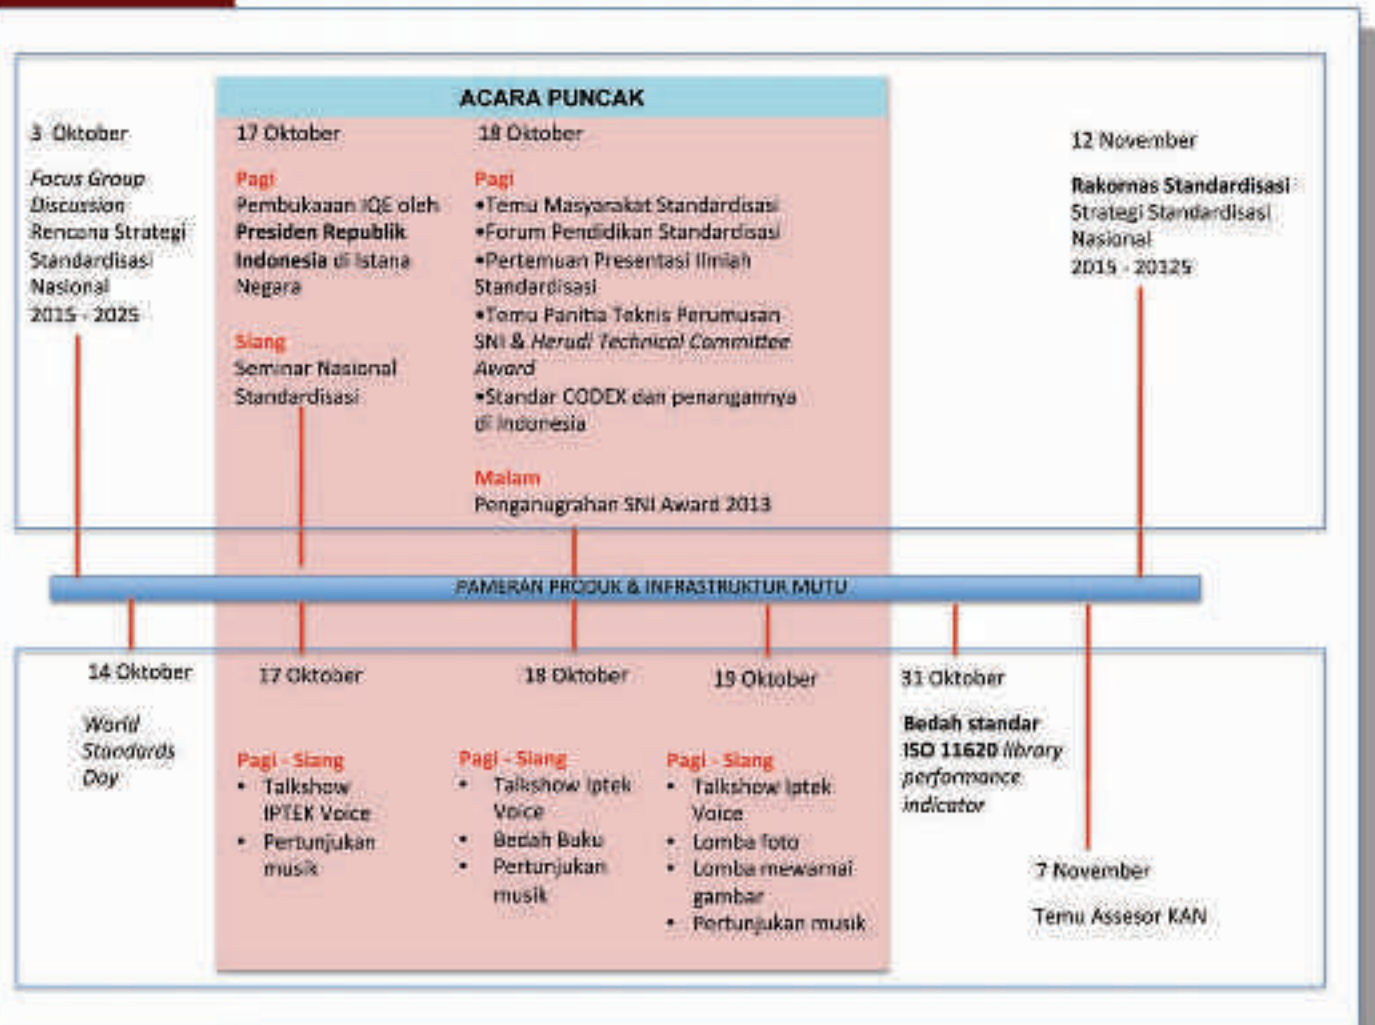 ACARA PUNCAK
3 Oktober
Focus Group
Discussion
Rencana Strategi
Standardisasi
Nasional
2015 - 2025
17 Oktober
Pagi
Pembukaaan IQE oleh
Presiden Republik
Indonesia di Istana
Negara
Siang
Seminar Nasional
Standardisasi
18 Oktober
Pagi
•Temu Masyarakat Standardisasi
•Forum Pendidikan Standardisasi
•Pertemuan Presentasi Ilmiah
Standardisasi
•Temu Panitia Teknis Perumusan
SNI & Herudi Technical Committee
Award
•Standar CODEX dan penangannya
di Indonesia
Malam
Penganugrahan SNI Award 2013
12 November
Rakornas Standardisasi
Strategi Standardisasi
Nasional
2015 - 20125
PAMERAN PRODUK & INFRASTRUKTUR MUTU
14 Oktober
World
Standards
Day
17 Oktober
Pagi - Siang
• Talkshow
IPTEK Voice
• Pertunjukan
musik
18 Oktober
Pagi - Siang
• Talkshow Iptek
Voice
• Bedah Buku
• Pertunjukan
musik
19 Oktober
Pagi - Siang
• Talkshow Iptek
Voice
• Lomba foto
• Lomba mewarnai
gambar
• Pertunjukan musik
31 Oktober
Bedah standar
ISO 11620 library
performance
indicator
7 November
Temu Assesor KAN